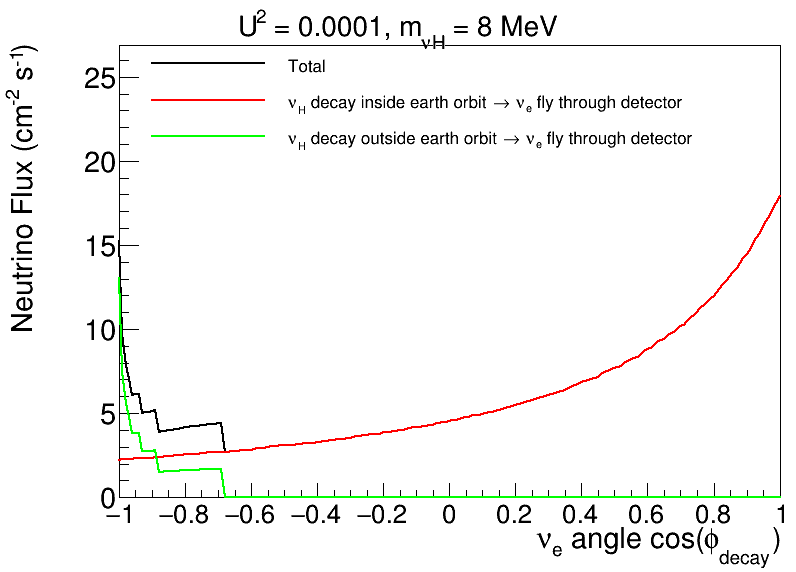 U² = 0.0001, m_νH = 8 MeV
Neutrino Flux (cm⁻² s⁻¹)
Total
ν_H decay inside earth orbit → ν_e fly through detector
ν_H decay outside earth orbit → ν_e fly through detector
25
20
15
10
5
0
−1 −0.8 −0.6 −0.4 −0.2 0 0.2 0.4 0.6 0.8 1
ν_e angle cos(ϕ_decay)